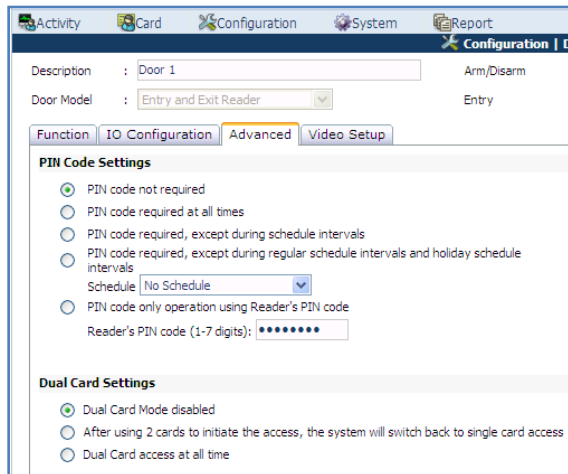 Activity Card Configuration System Report
Configuration |
Description : Door 1 Arm/Disarm
Door Model : Entry and Exit Reader Entry
Function IO Configuration Advanced Video Setup
PIN Code Settings
PIN code not required
PIN code required at all times
PIN code required, except during schedule intervals
PIN code required, except during regular schedule intervals and holiday schedule
intervals
Schedule No Schedule
PIN code only operation using Reader's PIN code
Reader's PIN code (1-7 digits): ••••••••
Dual Card Settings
Dual Card Mode disabled
After using 2 cards to initiate the access, the system will switch back to single card access
Dual Card access at all time